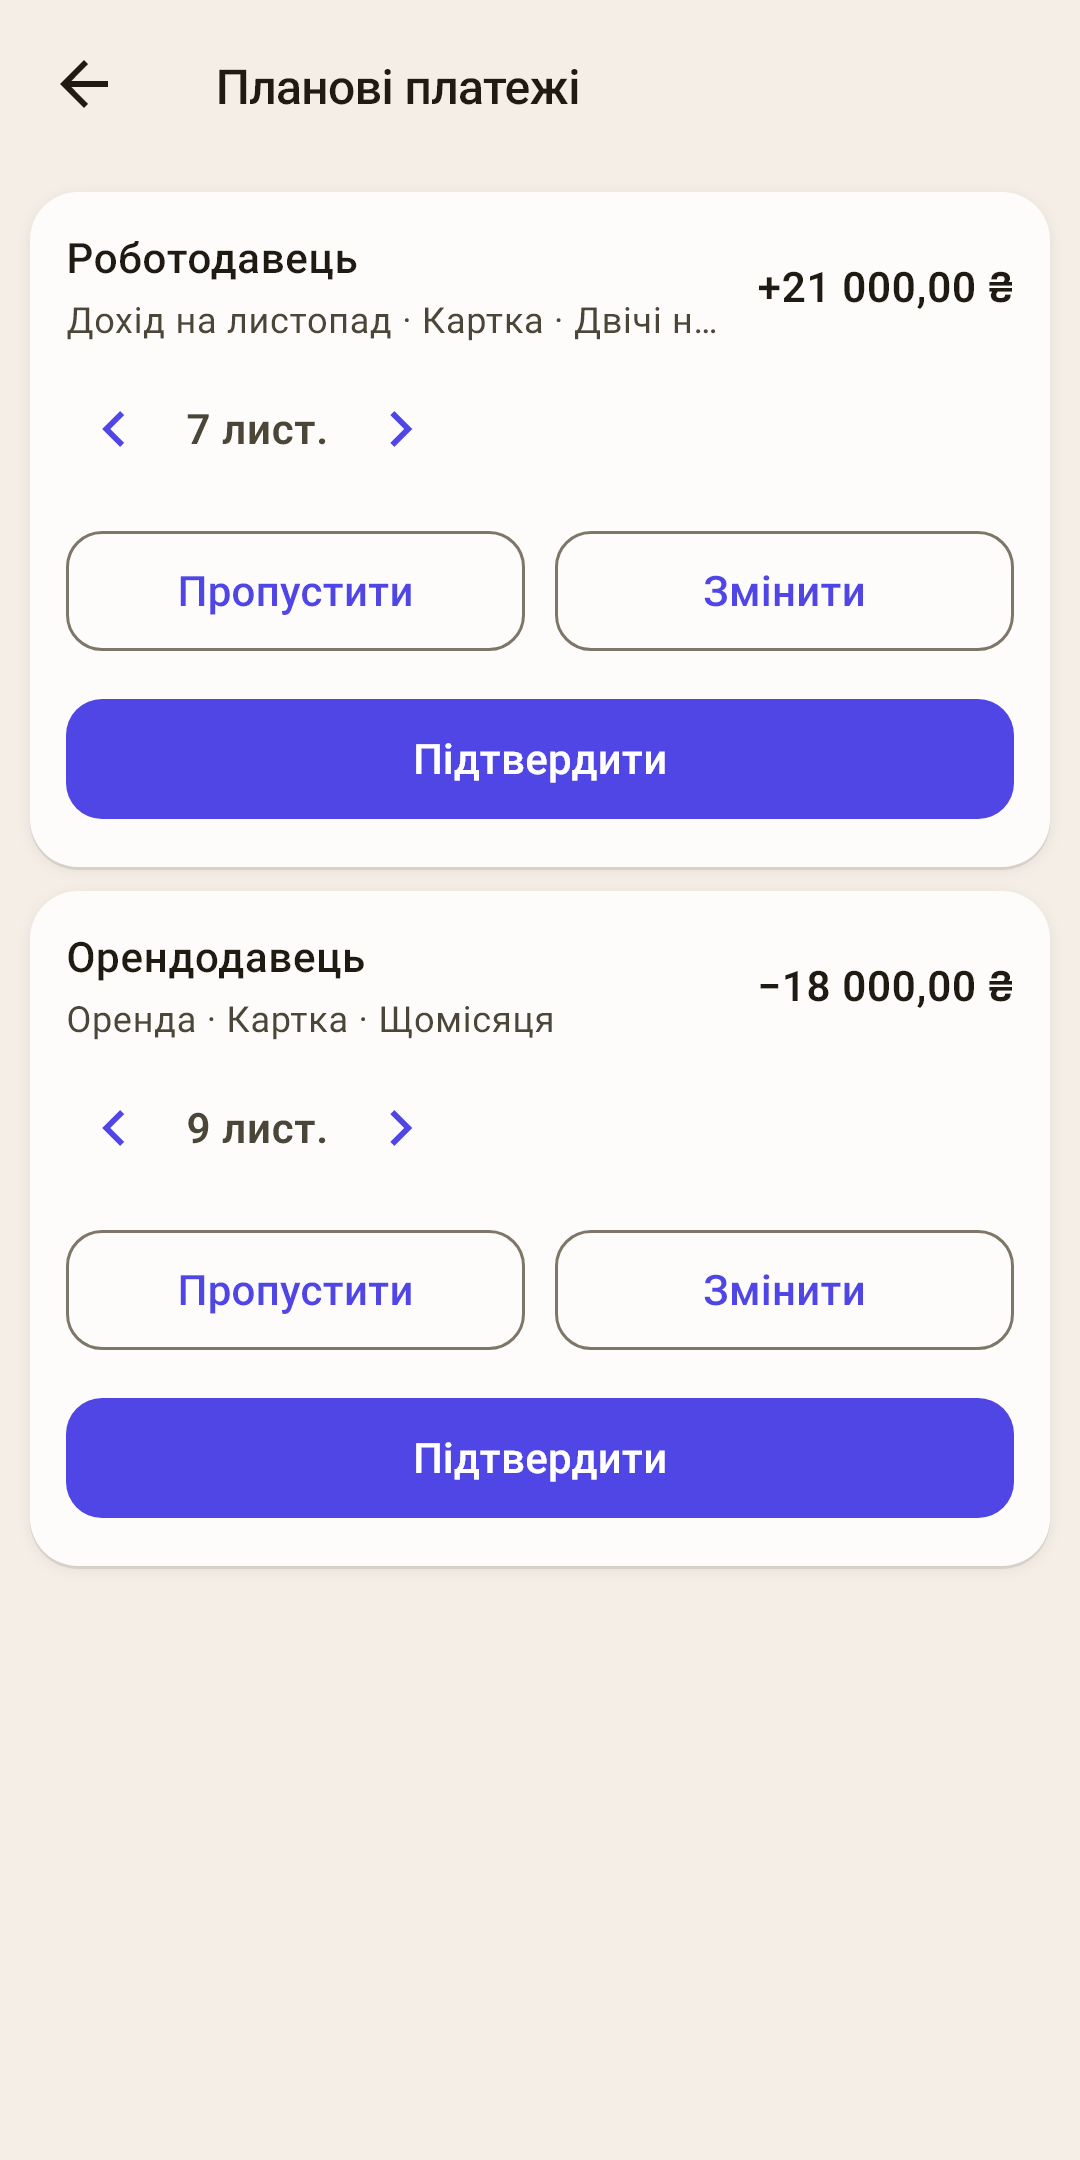 Планові платежі
Роботодавець
+21 000,00 ₴
Дохід на листопад · Картка · Двічі н…
7 лист.
Пропустити
Змінити
Підтвердити
Орендодавець
−18 000,00 ₴
Оренда · Картка · Щомісяця
9 лист.
Пропустити
Змінити
Підтвердити